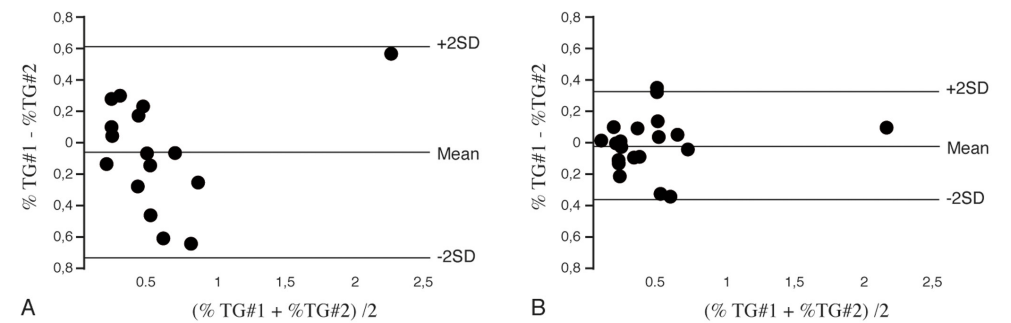 0,8
0,6
0,4
0,2
0
0,2
0,4
0,6
0,8
% TG#1 - %TG#2
+2SD
Mean
-2SD
0.5 1 1,5 2 2,5
(% TG#1 + %TG#2) /2
A
0,8
0,6
0,4
0,2
0
0,2
0,4
0,6
0,8
% TG#1 - %TG#2
+2SD
Mean
-2SD
0.5 1 1,5 2 2,5
(% TG#1 + %TG#2) /2
B